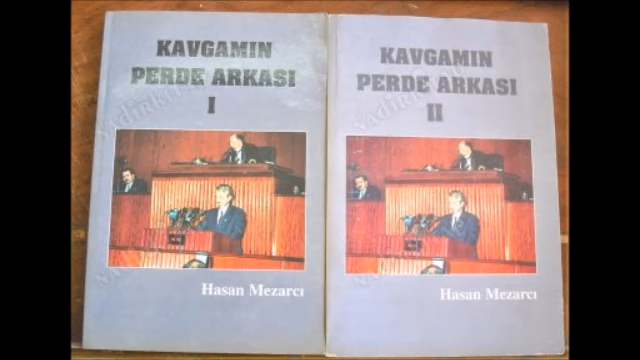 KAVGAMIN
PERDE ARKASI
I
Hasan Mezarcı
KAVGAMIN
PERDE ARKASI
II
Hasan Mezarcı